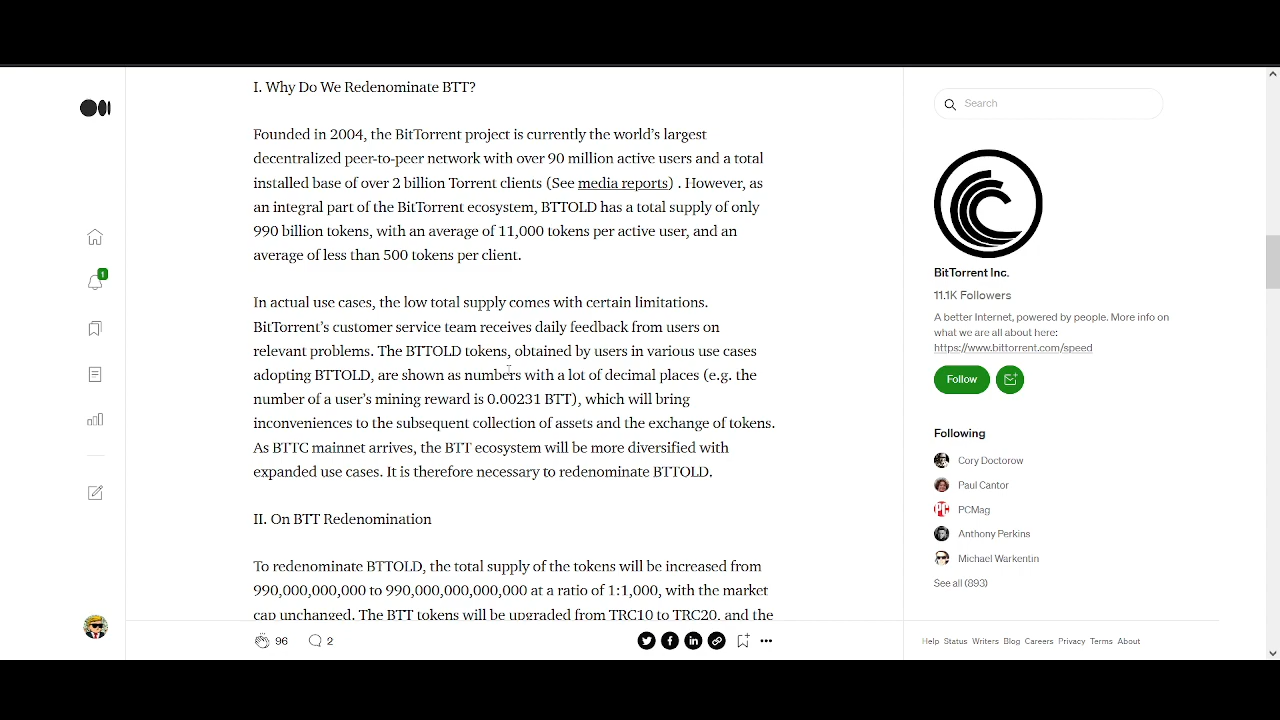 I. Why Do We Redenominate BTT?
Founded in 2004, the BitTorrent project is currently the world's largest
decentralized peer-to-peer network with over 90 million active users and a total
installed base of over 2 billion Torrent clients (See media reports) . However, as
an integral part of the BitTorrent ecosystem, BTTOLD has a total supply of only
990 billion tokens, with an average of 11,000 tokens per active user, and an
average of less than 500 tokens per client.
In actual use cases, the low total supply comes with certain limitations.
BitTorrent's customer service team receives daily feedback from users on
relevant problems. The BTTOLD tokens, obtained by users in various use cases
adopting BTTOLD, are shown as numbers with a lot of decimal places (e.g. the
number of a user's mining reward is 0.00231 BTT), which will bring
inconveniences to the subsequent collection of assets and the exchange of tokens.
As BTTC mainnet arrives, the BTT ecosystem will be more diversified with
expanded use cases. It is therefore necessary to redenominate BTTOLD.
II. On BTT Redenomination
To redenominate BTTOLD, the total supply of the tokens will be increased from
990,000,000,000 to 990,000,000,000,000 at a ratio of 1:1,000, with the market
cap unchanged. The BTT tokens will be upgraded from TRC10 to TRC20, and the
96
2
1
Search
BitTorrent Inc.
11.1K Followers
A better Internet, powered by people. More info on
what we are all about here:
https://www.bittorrent.com/speed
Follow
Following
Cory Doctorow
Paul Cantor
PC
PCMag
Anthony Perkins
Michael Warkentin
See all (893)
Help Status Writers Blog Careers Privacy Terms About